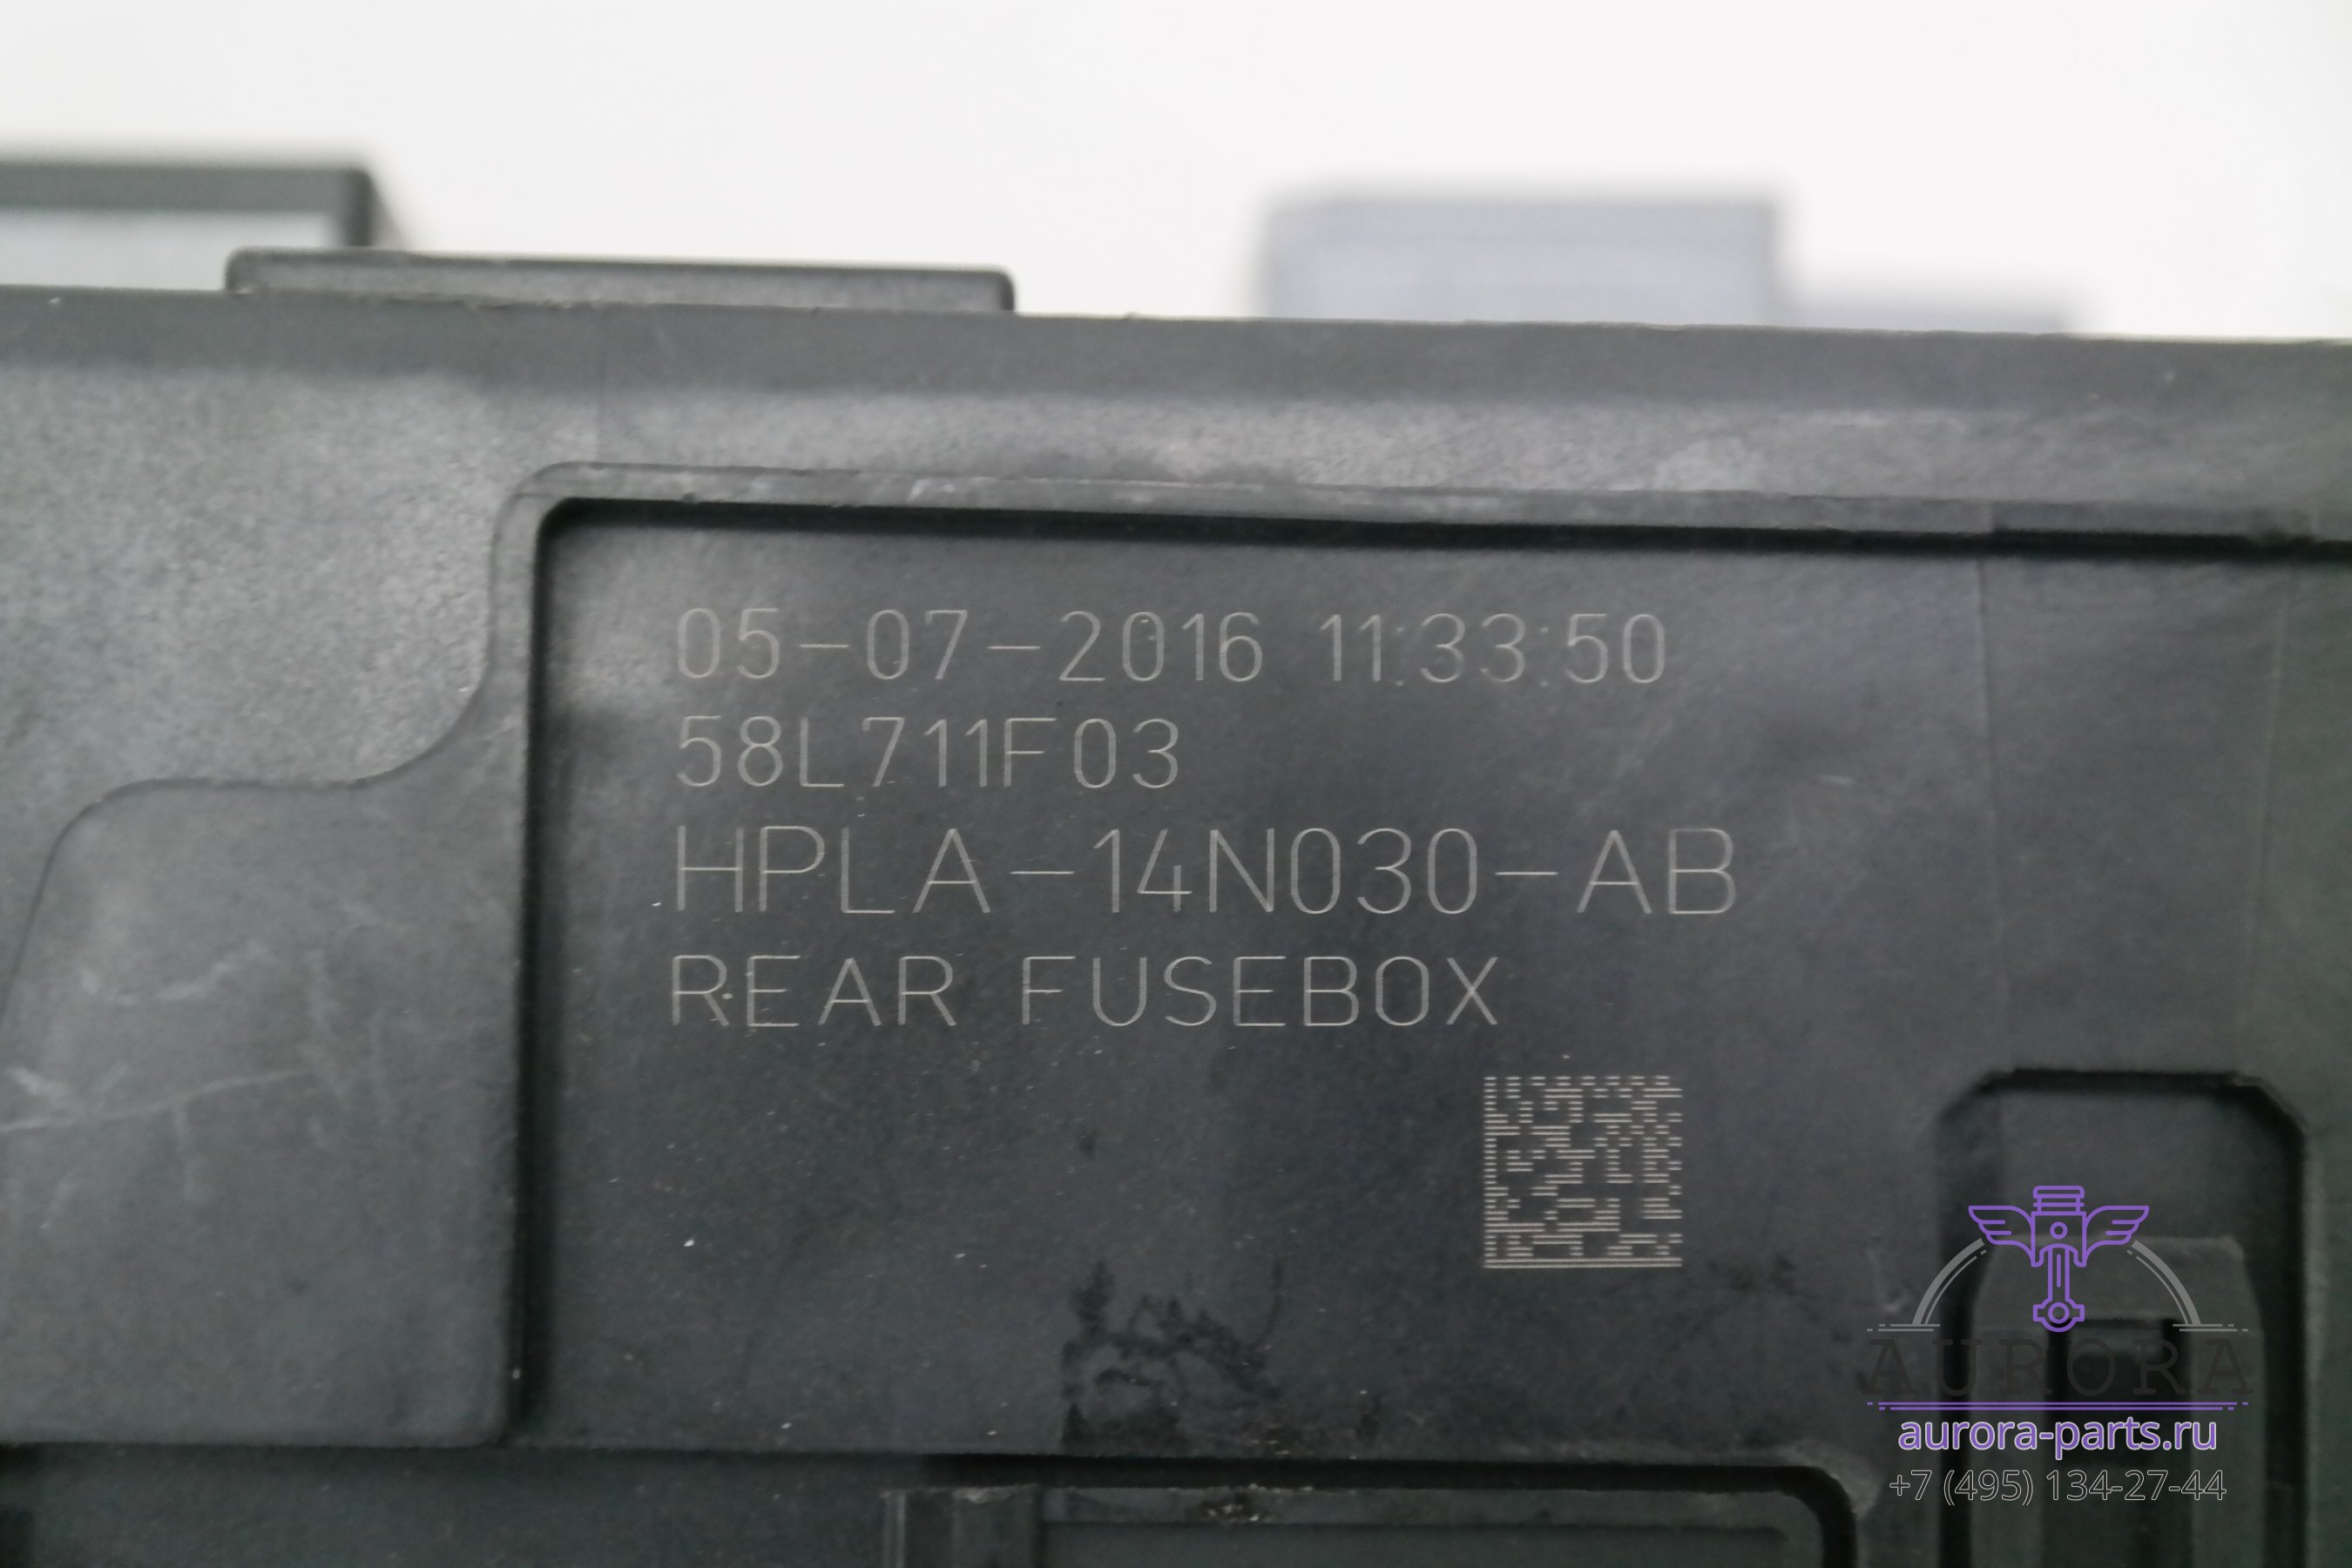 05-07-2016 11:33:50
58L711F03
HPLA-14N030-AB
REAR FUSEBOX
AURORA
aurora-parts.ru
+7 (495) 134-27-44